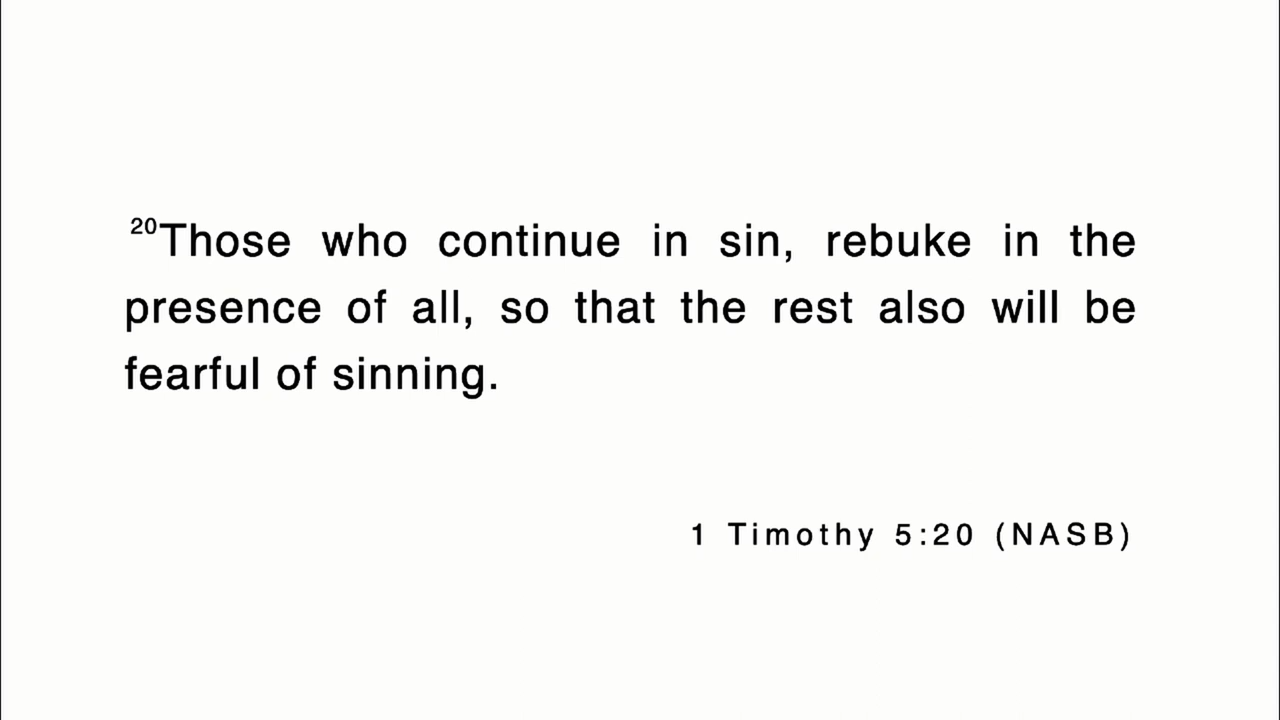 20Those who continue in sin, rebuke in the
presence of all, so that the rest also will be
fearful of sinning.
1 Timothy 5:20 (NASB)